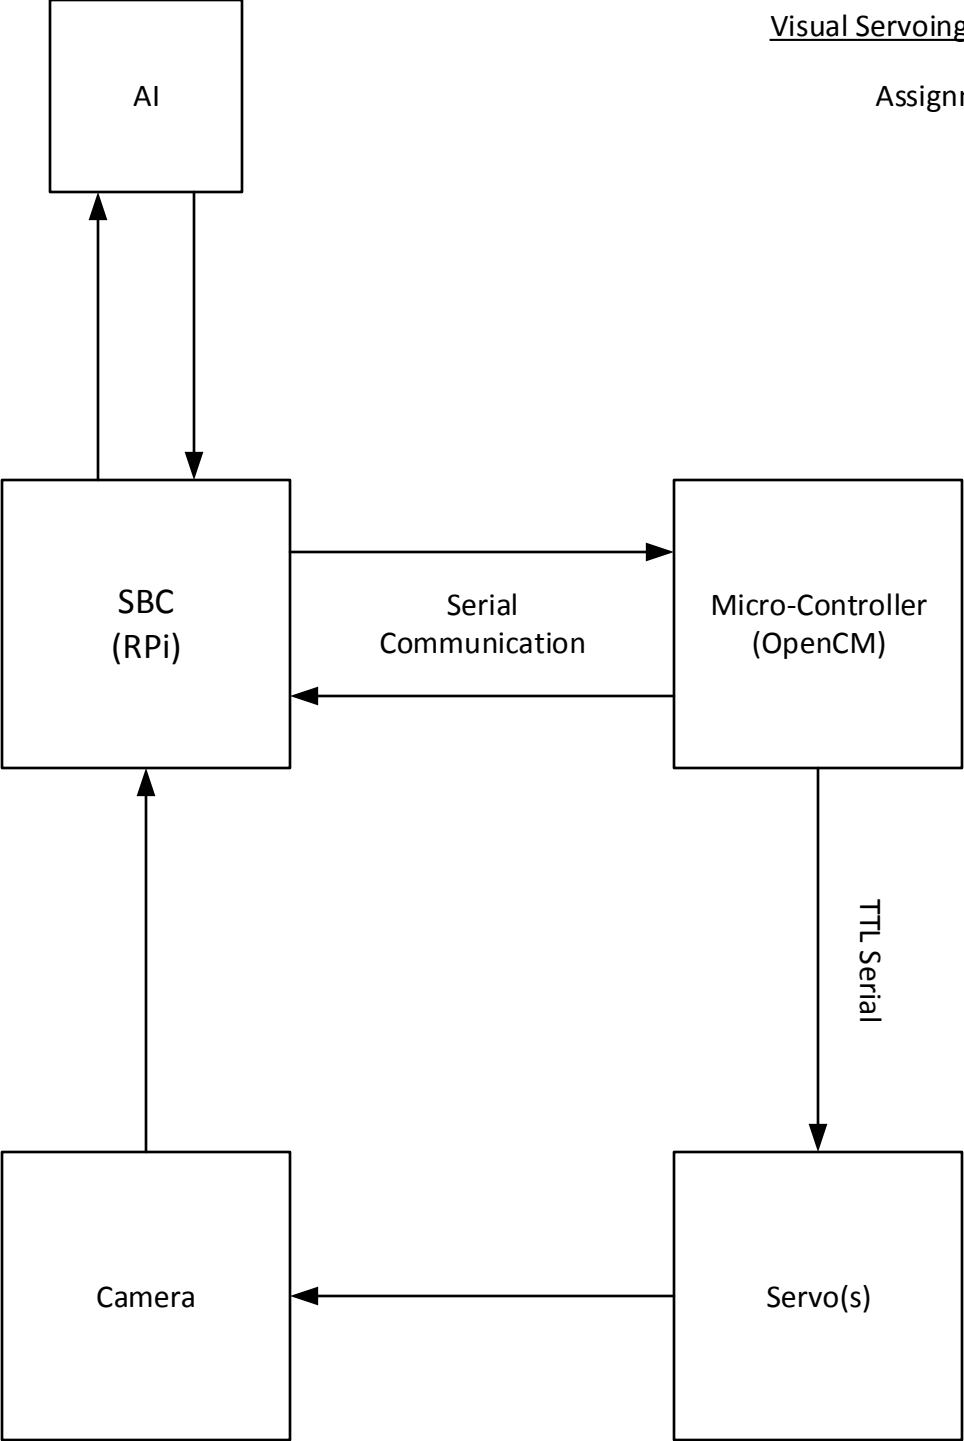 Visual Servoing
AI
SBC
(RPi)
Serial
Communication
Micro-Controller
(OpenCM)
TTL Serial
Camera
Servo(s)